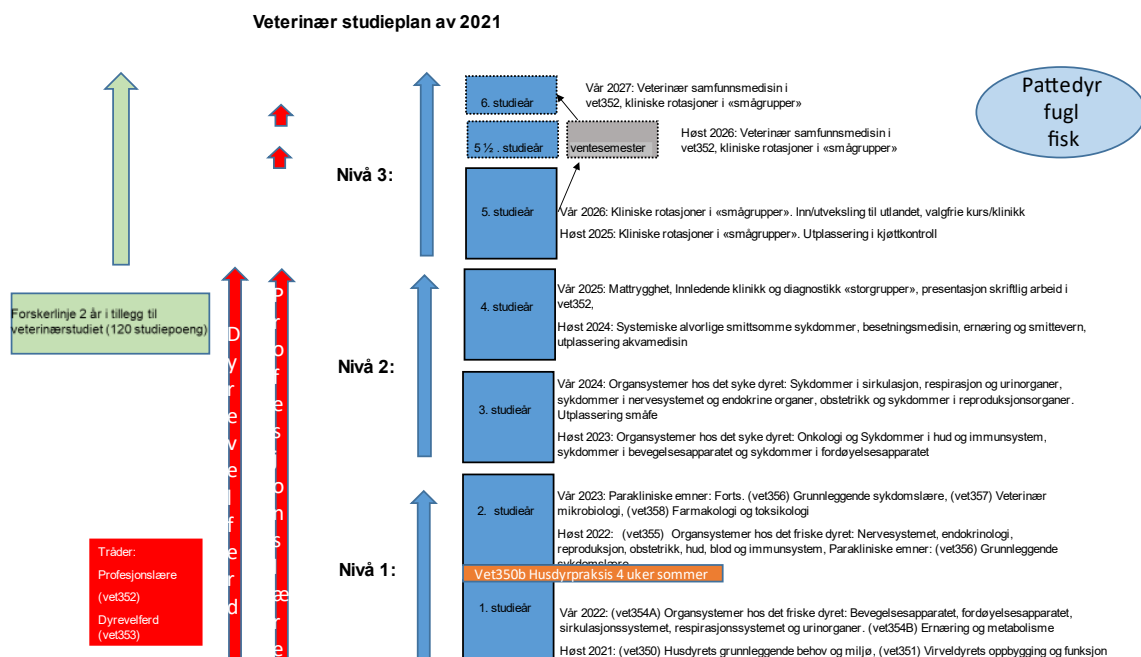 Veterinær studieplan av 2021
Pattedyr
fugl
fisk
6. studieår
Vår 2027: Veterinær samfunnsmedisin i
vet352, kliniske rotasjoner i «smågrupper»
5 ½ . studieår
ventesemester
Høst 2026: Veterinær samfunnsmedisin i
vet352, kliniske rotasjoner i «smågrupper»
Nivå 3:
5. studieår
Vår 2026: Kliniske rotasjoner i «smågrupper». Inn/utveksling til utlandet, valgfrie kurs/klinikk
Høst 2025: Kliniske rotasjoner i «smågrupper». Utplassering i kjøttkontroll
Forskerlinje 2 år i tillegg til
veterinærstudiet (120 studiepoeng)
Dyrevelferd
Profesjonslære
4. studieår
Vår 2025: Mattrygghet, Innledende klinikk og diagnostikk «storgrupper», presentasjon skriftlig arbeid i
vet352,
Høst 2024: Systemiske alvorlige smittsomme sykdommer, besetningsmedisin, ernæring og smittevern,
utplassering akvamedisin
Nivå 2:
3. studieår
Vår 2024: Organsystemer hos det syke dyret: Sykdommer i sirkulasjon, respirasjon og urinorganer,
sykdommer i nervesystemet og endokrine organer, obstetrikk og sykdommer i reproduksjonsorganer.
Utplassering småfe
Høst 2023: Organsystemer hos det syke dyret: Onkologi og Sykdommer i hud og immunsystem,
sykdommer i bevegelsesapparatet og sykdommer i fordøyelsesapparatet
2. studieår
Vår 2023: Parakliniske emner: Forts. (vet356) Grunnleggende sykdomslære, (vet357) Veterinær
mikrobiologi, (vet358) Farmakologi og toksikologi
Høst 2022: (vet355) Organsystemer hos det friske dyret: Nervesystemet, endokrinologi,
reproduksjon, obstetrikk, hud, blod og immunsystem, Parakliniske emner: (vet356) Grunnleggende
sykdomslære
Vet350b Husdyrpraksis 4 uker sommer
Nivå 1:
Tråder:
Profesjonslære
(vet352)
Dyrevelferd
(vet353)
1. studieår
Vår 2022: (vet354A) Organsystemer hos det friske dyret: Bevegelsesapparat, fordøyelsesapparatet,
sirkulasjonssystemet, respirasjonssystemet og urinorganer. (vet354B) Ernæring og metabolisme
Høst 2021: (vet350) Husdyrets grunnleggende behov og miljø, (vet351) Virveldyrets oppbygging og funksjon